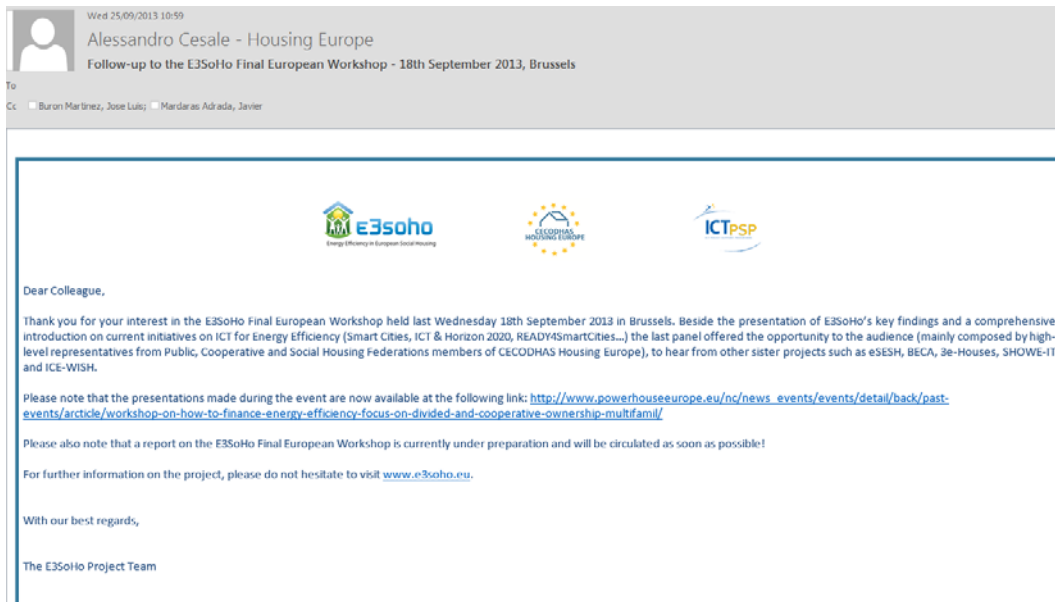 Wed 25/09/2013 10:59
Alessandro Cesale - Housing Europe
Follow-up to the E3SoHo Final European Workshop - 18th September 2013, Brussels
To
Cc Buron Martinez, Jose Luis; Mardaras Adrada, Javier
e3soho
Energy Efficiency in European Social Housing
CECODHAS
HOUSING EUROPE
ICTPSP
Dear Colleague,
Thank you for your interest in the E3SoHo Final European Workshop held last Wednesday 18th September 2013 in Brussels. Beside the presentation of E3SoHo's key findings and a comprehensive
introduction on current initiatives on ICT for Energy Efficiency (Smart Cities, ICT & Horizon 2020, READY4SmartCities...) the last panel offered the opportunity to the audience (mainly composed by high-
level representatives from Public, Cooperative and Social Housing Federations members of CECODHAS Housing Europe), to hear from other sister projects such as eSESH, BECA, 3e-Houses, SHOWE-IT
and ICE-WISH.
Please note that the presentations made during the event are now available at the following link: http://www.powerhouseeurope.eu/nc/news_events/events/detail/back/past-
events/arcticle/workshop-on-how-to-finance-energy-efficiency-focus-on-divided-and-cooperative-ownership-multifamil/
Please also note that a report on the E3SoHo Final European Workshop is currently under preparation and will be circulated as soon as possible!
For further information on the project, please do not hesitate to visit www.e3soho.eu.
With our best regards,
The E3SoHo Project Team